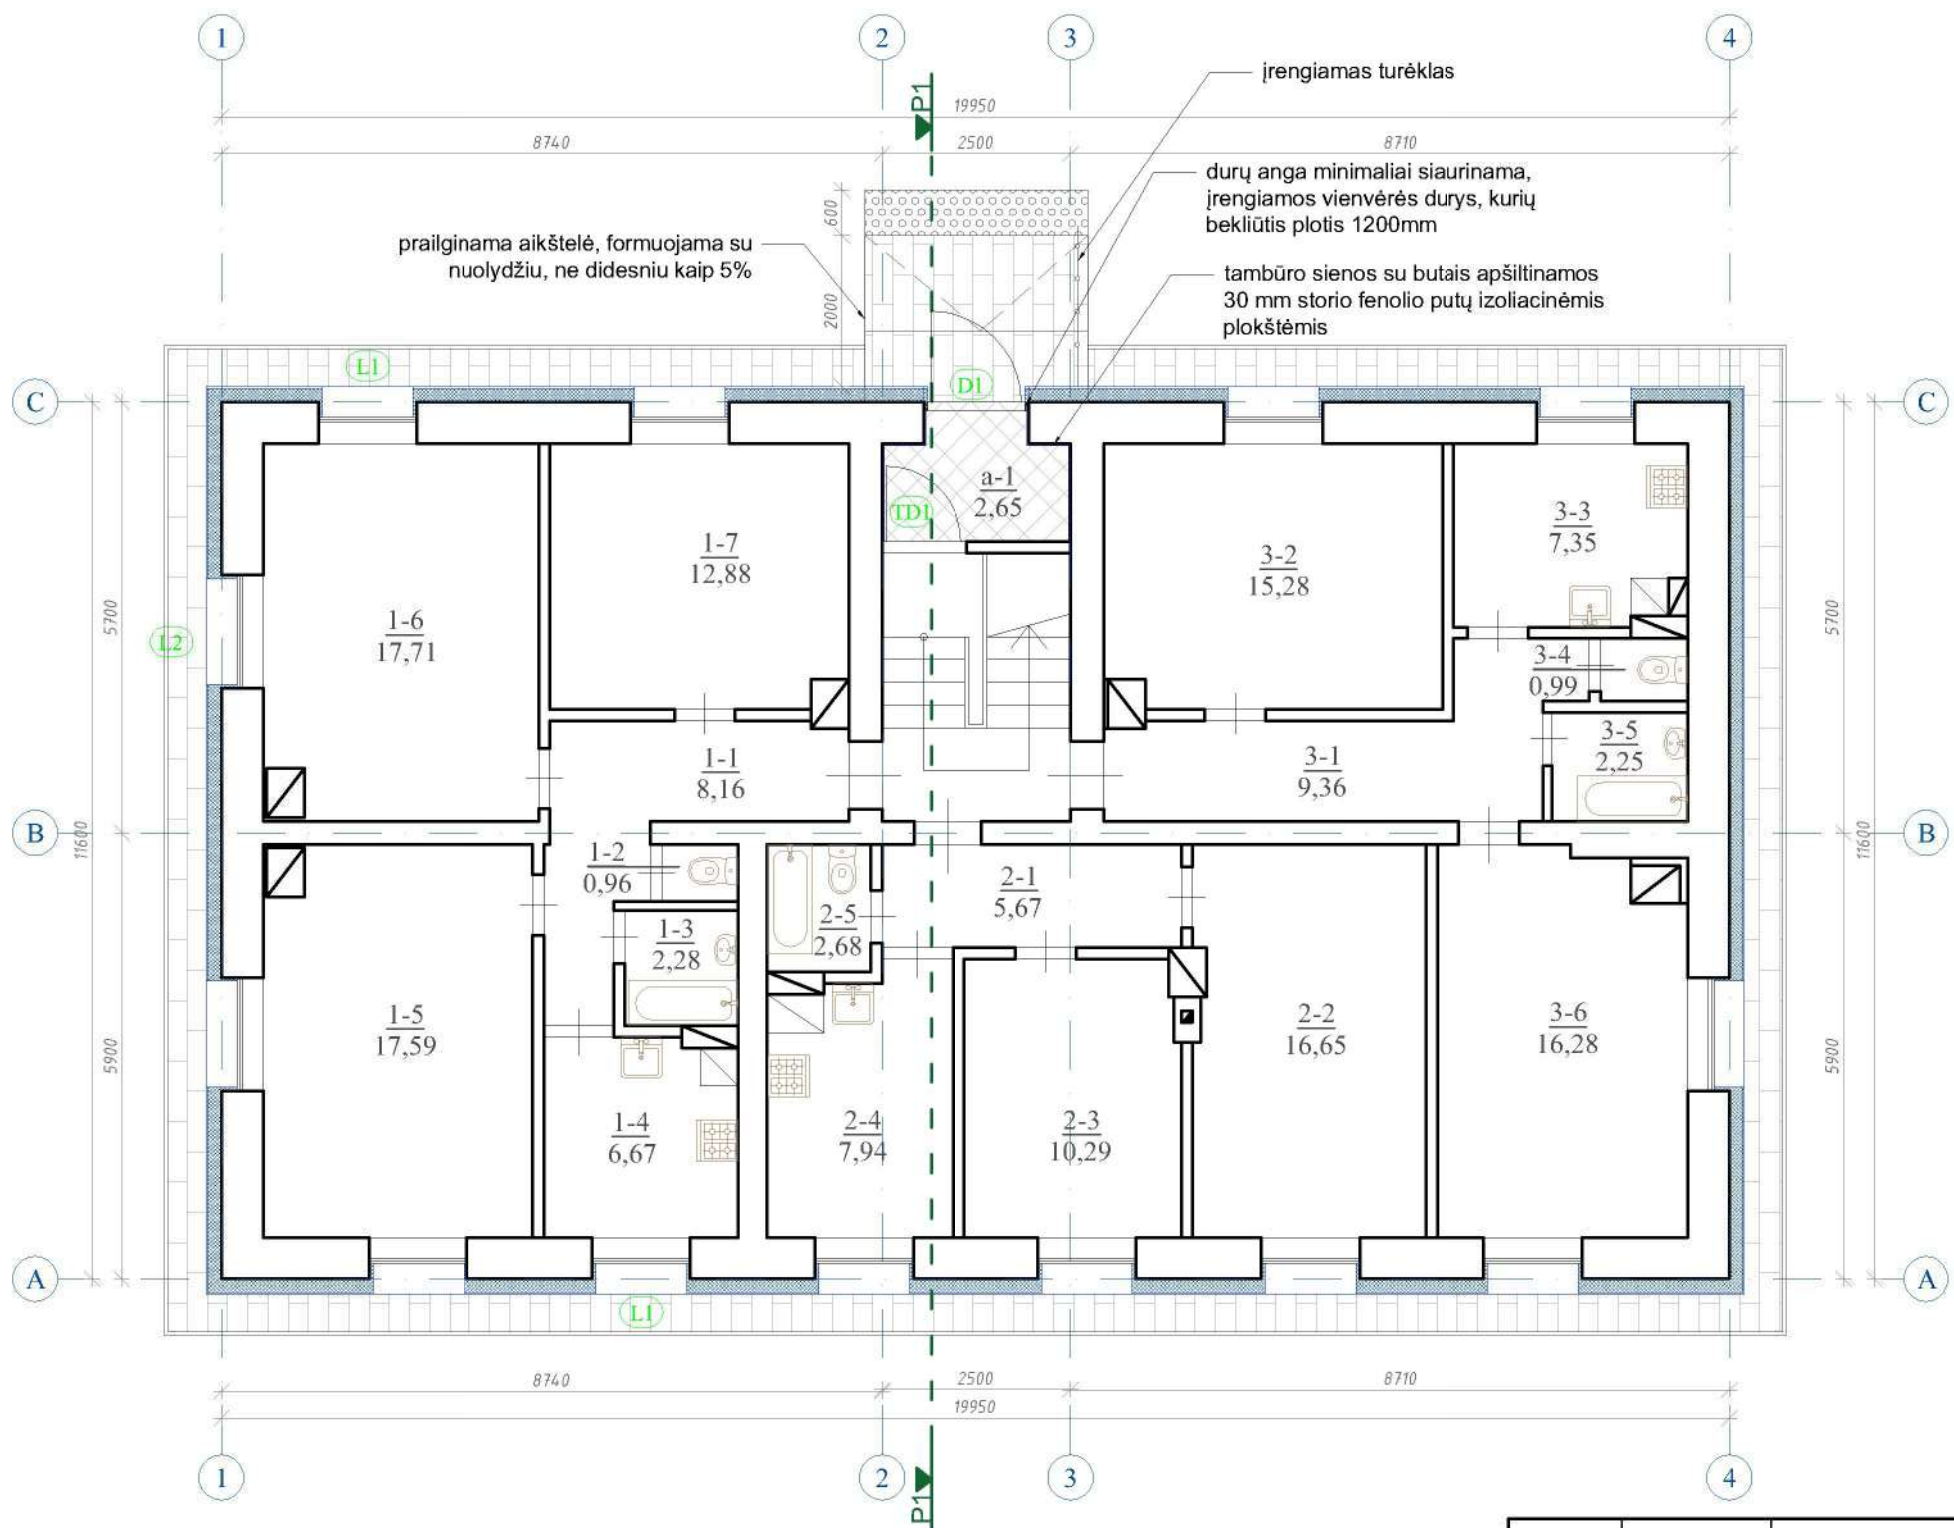 1
2
3
4
įrengiamas turėklas
P1
19950
8740
2500
8710
durų anga minimaliai siaurinama,
įrengiamos vienvėrės durys, kurių
bekliūtis plotis 1200mm
600
prailginama aikštelė, formuojama su
nuolydžiu, ne didesniu kaip 5%
tambūro sienos su butais apšiltinamos
30 mm storio fenolio putų izoliacinėmis
plokštėmis
2000
L1
D1
C
C
a-1
2,65
TD1
1-7
12,88
3-2
15,28
3-3
7,35
5700
5700
1-6
17,71
L2
3-4
0,99
3-5
2,25
1-1
8,16
3-1
9,36
B
11600
B
11600
1-2
0,96
2-1
5,67
2-5
2,68
1-3
2,28
1-5
17,59
2-2
16,65
3-6
16,28
5900
5900
1-4
6,67
2-4
7,94
2-3
10,29
A
A
L1
8740
2500
8710
19950
1
2
3
4
P1